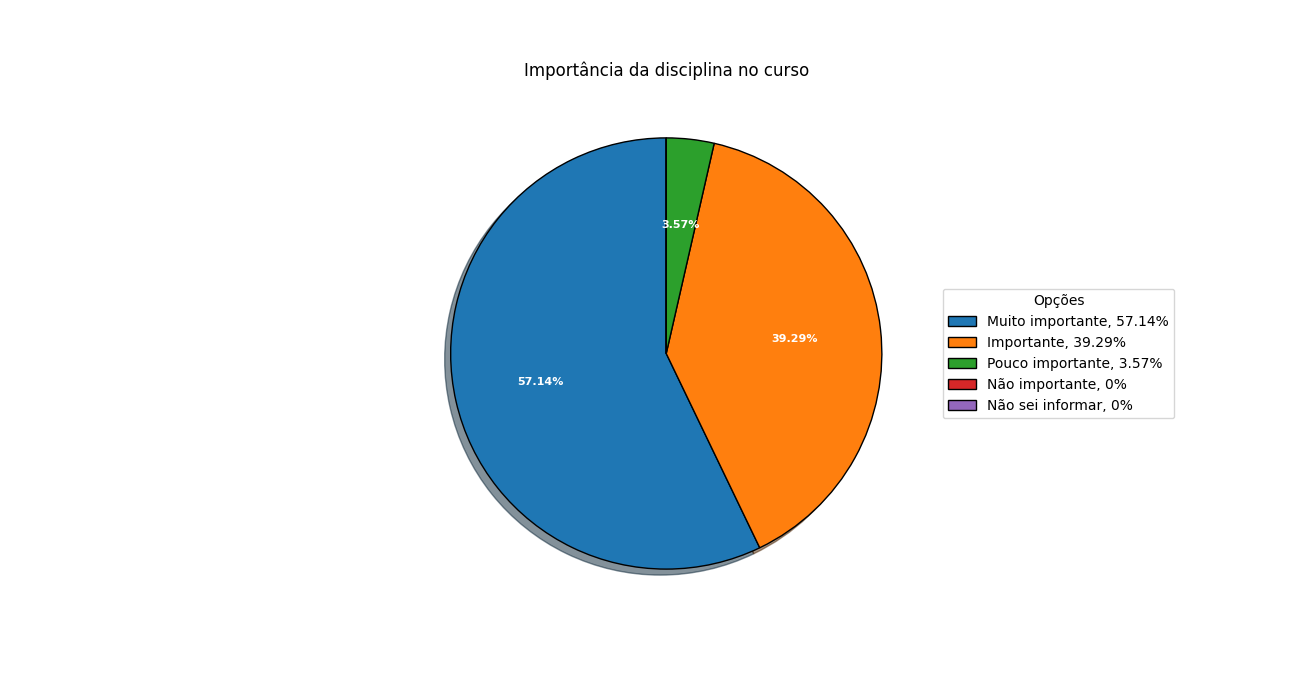 Importância da disciplina no curso
3.57%
39.29%
57.14%
Opções
Muito importante, 57.14%
Importante, 39.29%
Pouco importante, 3.57%
Não importante, 0%
Não sei informar, 0%